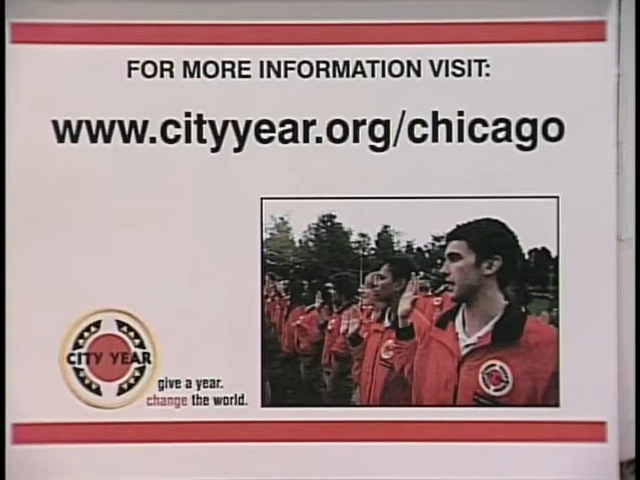 FOR MORE INFORMATION VISIT:
www.cityyear.org/chicago
CITY YEAR
give a year.
change the world.